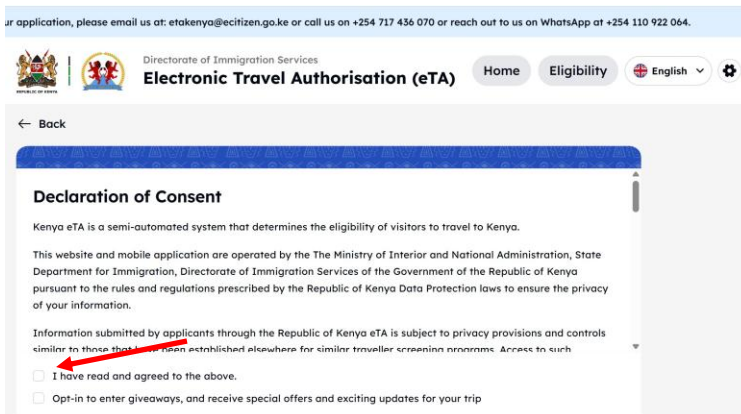 ur application, please email us at: etakenya@ecitizen.go.ke or call us on +254 717 436 070 or reach out to us on WhatsApp at +254 110 922 064.
REPUBLIC OF KENYA
Directorate of Immigration Services
Electronic Travel Authorisation (eTA)
Home
Eligibility
English
← Back
Declaration of Consent
Kenya eTA is a semi-automated system that determines the eligibility of visitors to travel to Kenya.
This website and mobile application are operated by the The Ministry of Interior and National Administration, State
Department for Immigration, Directorate of Immigration Services of the Government of the Republic of Kenya
pursuant to the rules and regulations prescribed by the Republic of Kenya Data Protection laws to ensure the privacy
of your information.
Information submitted by applicants through the Republic of Kenya eTA is subject to privacy provisions and controls
similar to those that have been established elsewhere for similar traveller screening programs. Access to such
I have read and agreed to the above.
Opt-in to enter giveaways, and receive special offers and exciting updates for your trip